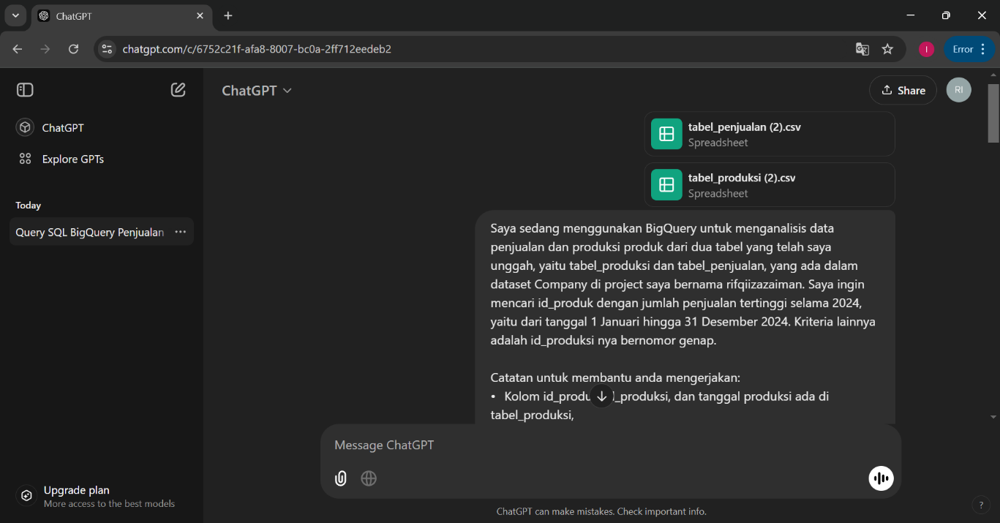 ChatGPT
chatgpt.com/c/6752c21f-afa8-8007-bc0a-2ff712eedeb2
I
Error
ChatGPT
Share
RI
ChatGPT
Explore GPTs
Today
Query SQL BigQuery Penjualan
tabel_penjualan (2).csv
Spreadsheet
tabel_produksi (2).csv
Spreadsheet
Saya sedang menggunakan BigQuery untuk menganalisis data
penjualan dan produksi produk dari dua tabel yang telah saya
unggah, yaitu tabel_produksi dan tabel_penjualan, yang ada dalam
dataset Company di project saya bernama rifqiizazaiman. Saya ingin
mencari id_produk dengan jumlah penjualan tertinggi selama 2024,
yaitu dari tanggal 1 Januari hingga 31 Desember 2024. Kriteria lainnya
adalah id_produksi nya bernomor genap.
Catatan untuk membantu anda mengerjakan:
• Kolom id_produ _produksi, dan tanggal produksi ada di
tabel_produksi,
Message ChatGPT
Upgrade plan
More access to the best models
ChatGPT can make mistakes. Check important info.
?